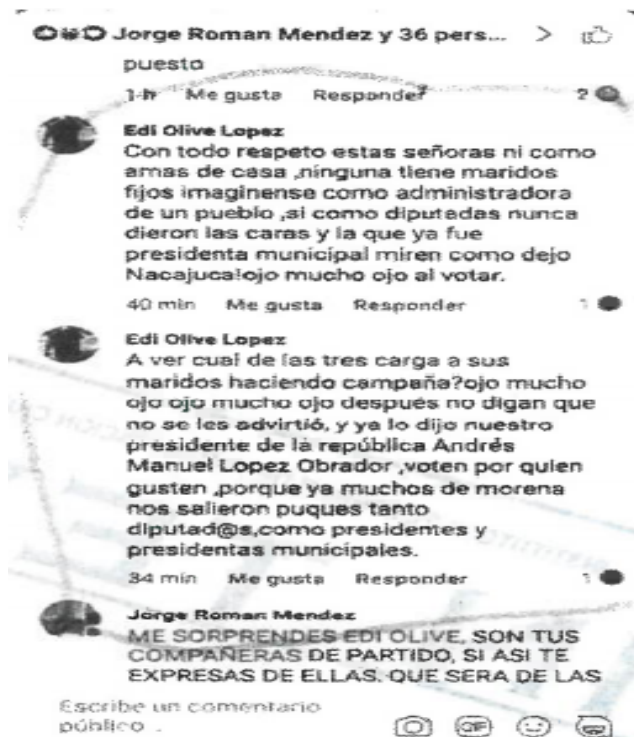 Jorge Roman Mendez y 36 pers... >
puesto
1 h Me gusta Responder 2
Edi Olive Lopez
Con todo respeto estas señoras ni como
amas de casa ,ninguna tiene maridos
fijos imaginense como administradora
de un pueblo ,si como diputadas nunca
dieron las caras y la que ya fue
presidenta municipal miren como dejo
Nacajuca!ojo mucho ojo al votar.
40 min Me gusta Responder 1
Edi Olive Lopez
A ver cual de las tres carga a sus
maridos haciendo campaña?ojo mucho
ojo ojo mucho ojo después no digan que
no se les advirtió, y ya lo dijo nuestro
presidente de la república Andrés
Manuel Lopez Obrador ,voten por quien
gusten ,porque ya muchos de morena
nos salieron puques tanto
diputad@s,como presidentes y
presidentas municipales.
34 min Me gusta Responder 1
Jorge Roman Mendez
ME SORPRENDES EDI OLIVE, SON TUS
COMPAÑERAS DE PARTIDO, SI ASI TE
EXPRESAS DE ELLAS. QUE SERA DE LAS
Escribe un comentario
público .
GIF